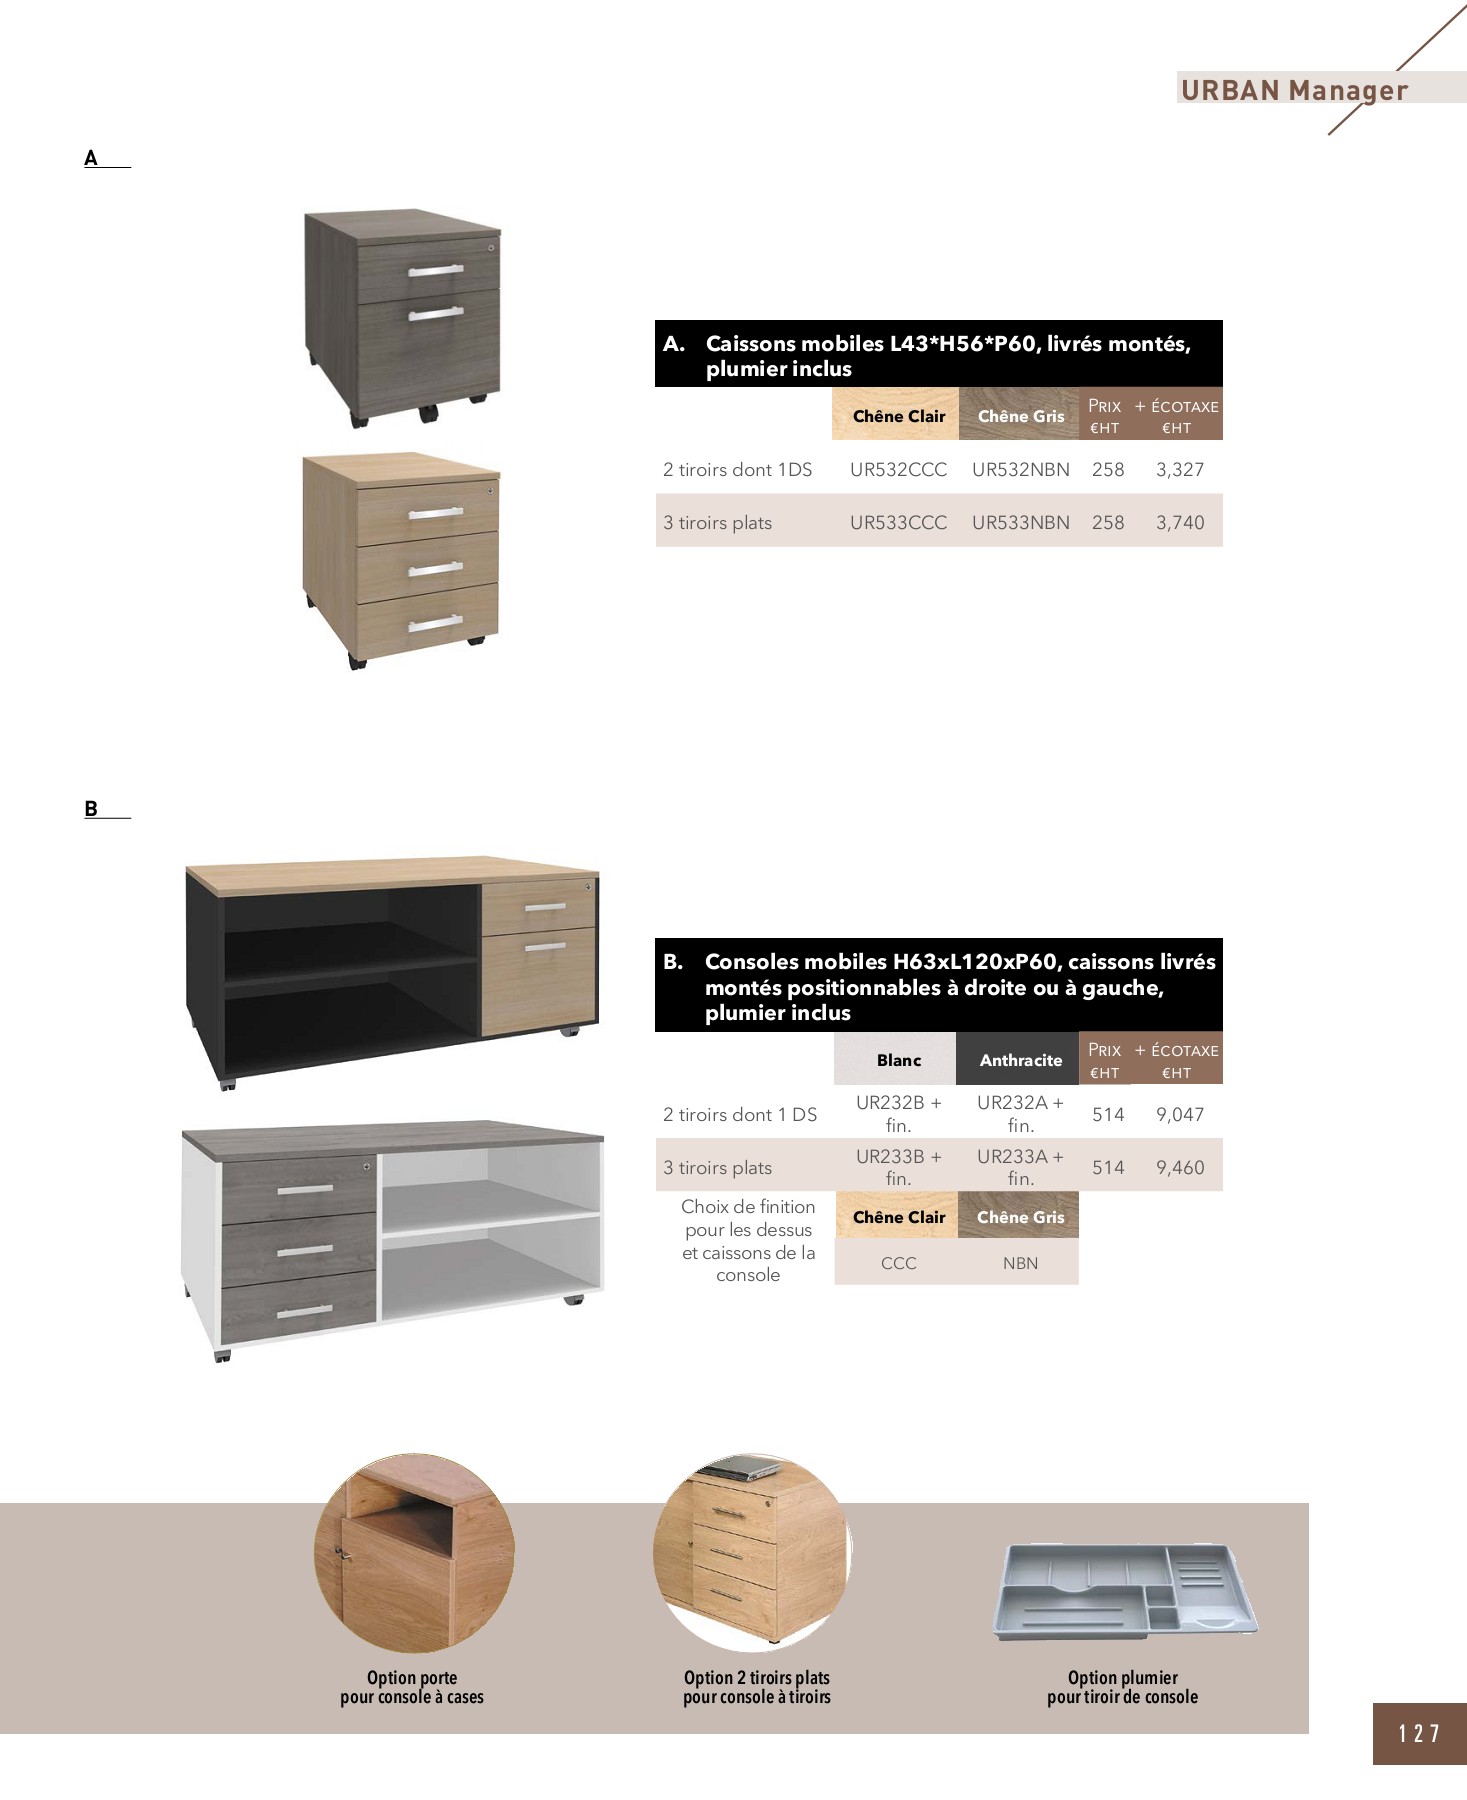 URBAN Manager
A
A. Caissons mobiles L43*H56*P60, livrés montés,
plumier inclus
Chêne Clair Chêne Gris Prix €HT + écotaxe €HT
2 tiroirs dont 1DS UR532CCC UR532NBN 258 3,327
3 tiroirs plats UR533CCC UR533NBN 258 3,740
B
B. Consoles mobiles H63xL120xP60, caissons livrés
montés positionnables à droite ou à gauche,
plumier inclus
Blanc Anthracite Prix €HT + écotaxe €HT
2 tiroirs dont 1 DS UR232B + fin. UR232A + fin. 514 9,047
3 tiroirs plats UR233B + fin. UR233A + fin. 514 9,460
Choix de finition
pour les dessus
et caissons de la
console
Chêne Clair Chêne Gris
CCC NBN
Option porte
pour console à cases
Option 2 tiroirs plats
pour console à tiroirs
Option plumier
pour tiroir de console
127